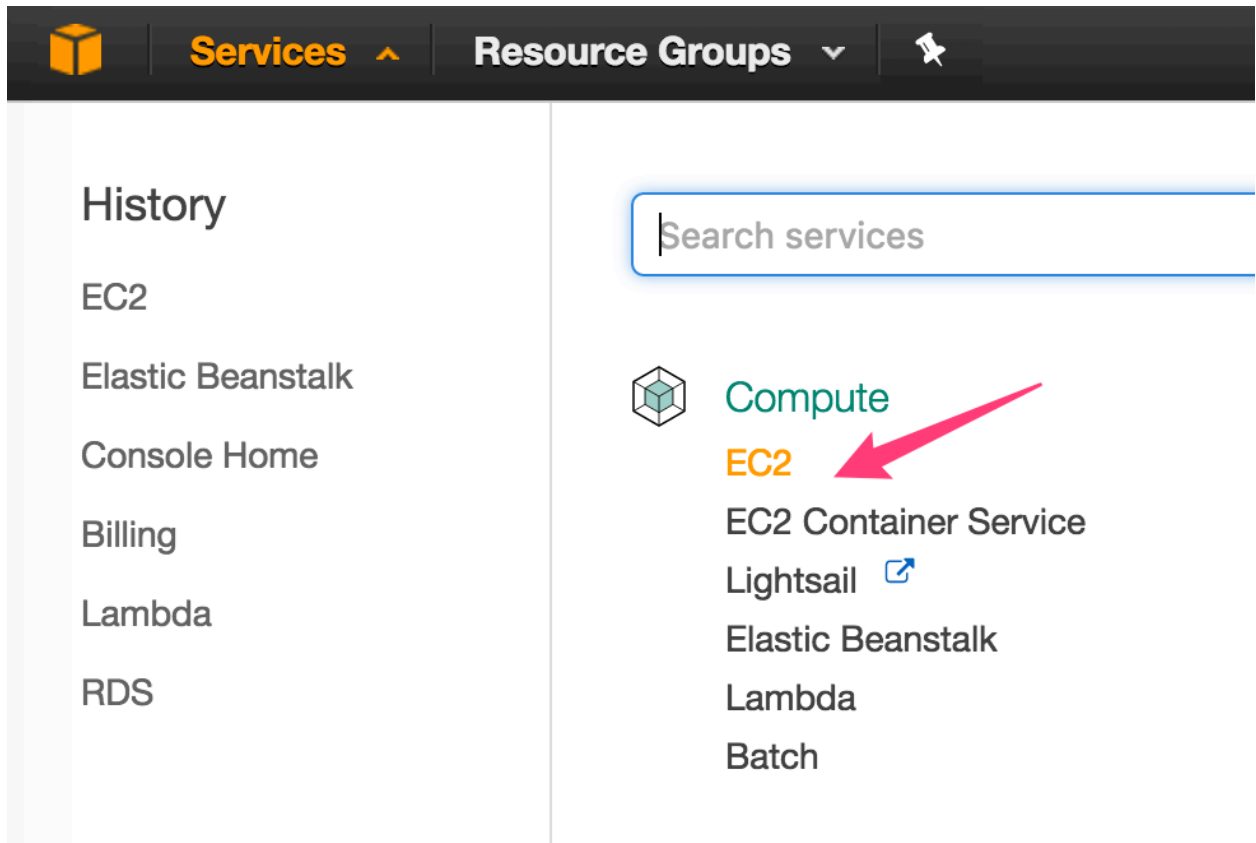 Services Resource Groups
History
EC2
Elastic Beanstalk
Console Home
Billing
Lambda
RDS
Search services
Compute
EC2
EC2 Container Service
Lightsail
Elastic Beanstalk
Lambda
Batch